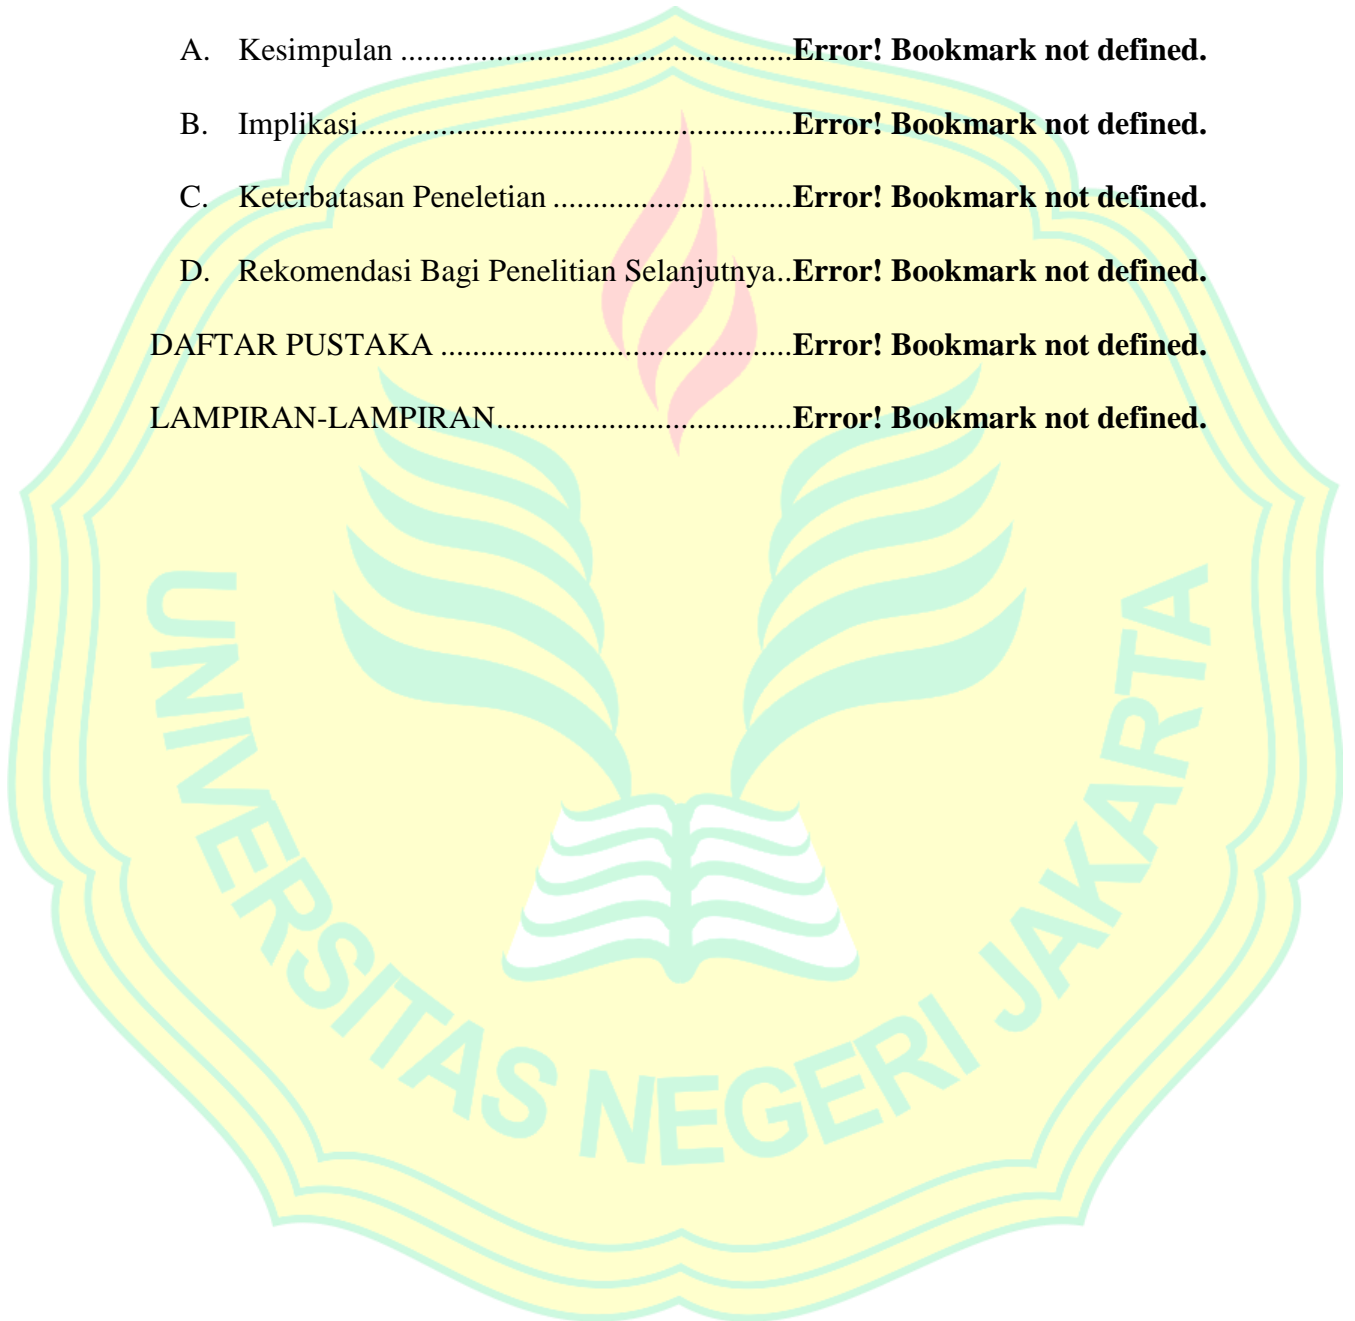 A. Kesimpulan ................................................Error! Bookmark not defined.
B. Implikasi.....................................................Error! Bookmark not defined.
C. Keterbatasan Peneletian .............................Error! Bookmark not defined.
D. Rekomendasi Bagi Penelitian Selanjutnya..Error! Bookmark not defined.
DAFTAR PUSTAKA ...........................................Error! Bookmark not defined.
LAMPIRAN-LAMPIRAN....................................Error! Bookmark not defined.
UNIVERSITAS NEGERI JAKARTA